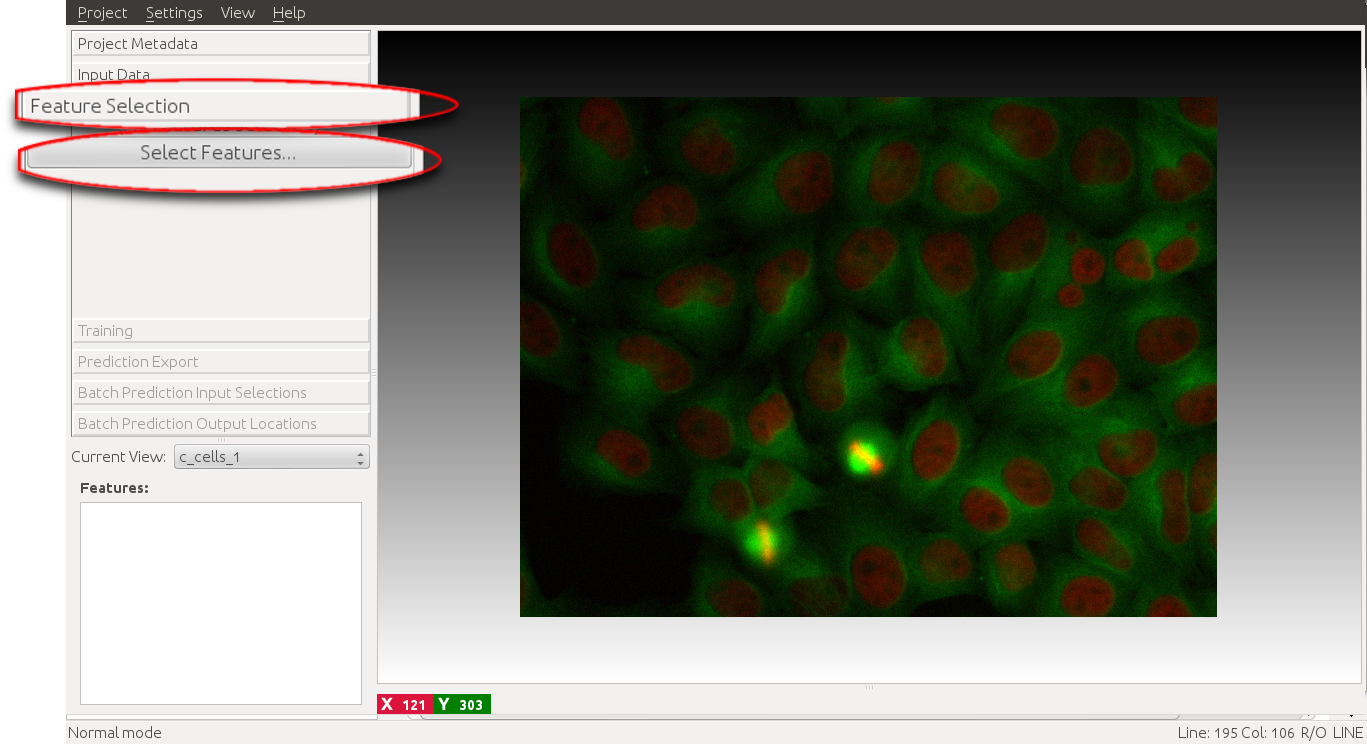 Project Settings View Help
Project Metadata
Input Data
Feature Selection
Select Features...
Training
Prediction Export
Batch Prediction Input Selections
Batch Prediction Output Locations
Current View: c_cells_1
Features:
X 121 Y 303
Normal mode
Line: 195 Col: 106 R/O LINE